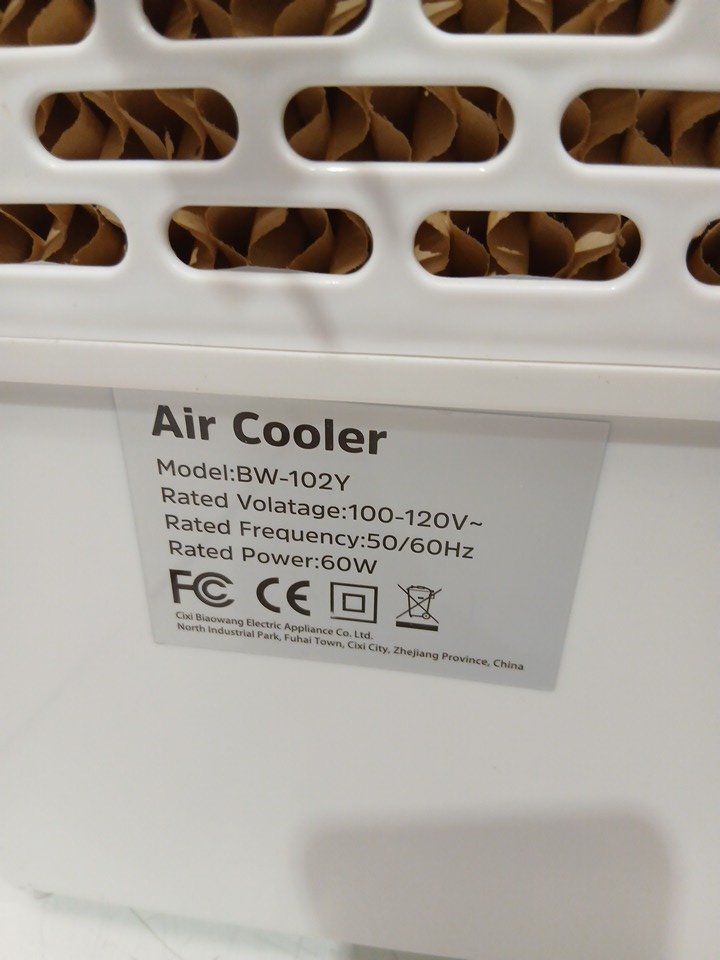 Air Cooler
Model:BW-102Y
Rated Volatage:100-120V~
Rated Frequency:50/60Hz
Rated Power:60W
FC CE
Cixi Biaowang Electric Appliance Co. Ltd.
North Industrial Park, Fuhai Town, Cixi City, Zhejiang Province, China